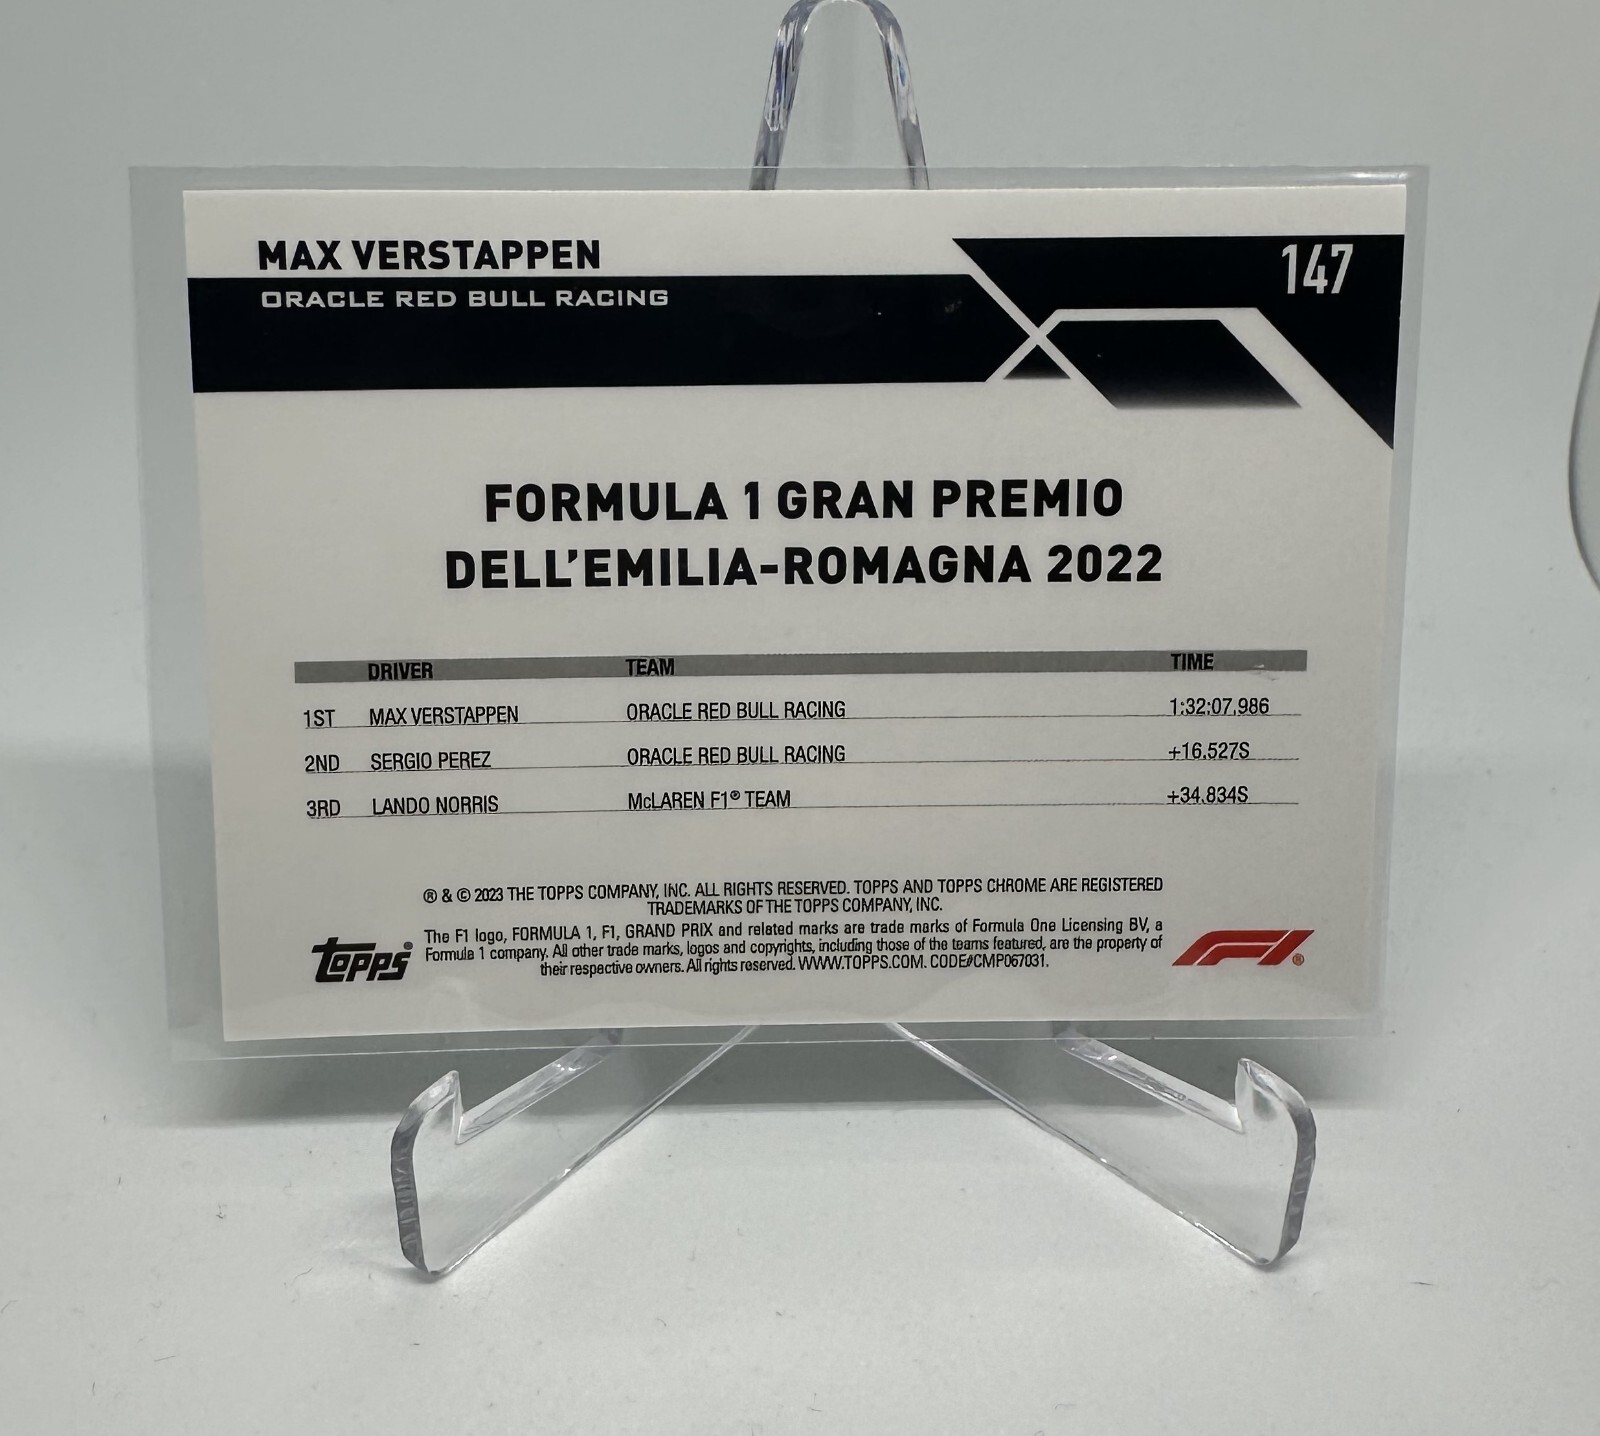 MAX VERSTAPPEN
147
ORACLE RED BULL RACING
FORMULA 1 GRAN PREMIO
DELL'EMILIA-ROMAGNA 2022
DRIVER TEAM TIME
1ST MAX VERSTAPPEN ORACLE RED BULL RACING 1:32:07.986
2ND SERGIO PEREZ ORACLE RED BULL RACING +16.527S
3RD LANDO NORRIS McLAREN F1® TEAM +34.834S
® & © 2023 THE TOPPS COMPANY, INC. ALL RIGHTS RESERVED. TOPPS AND TOPPS CHROME ARE REGISTERED
TRADEMARKS OF THE TOPPS COMPANY, INC.
The F1 logo, FORMULA 1, F1, GRAND PRIX and related marks are trade marks of Formula One Licensing BV, a
Formula 1 company. All other trade marks, logos and copyrights, including those of the teams featured, are the property of
their respective owners. All rights reserved. WWW.TOPPS.COM. CODE#CMP067031.
topps®
F1®